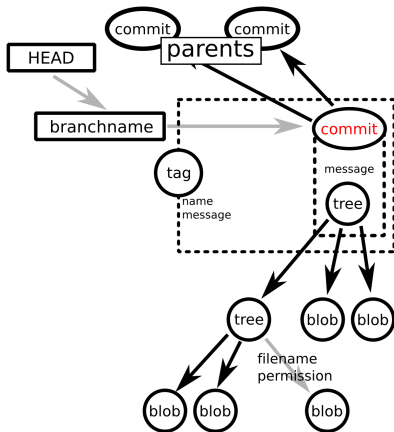 commit
commit
parents
HEAD
branchname
commit
message
tag
tree
name
message
tree
blob
blob
filename
permission
blob
blob
blob